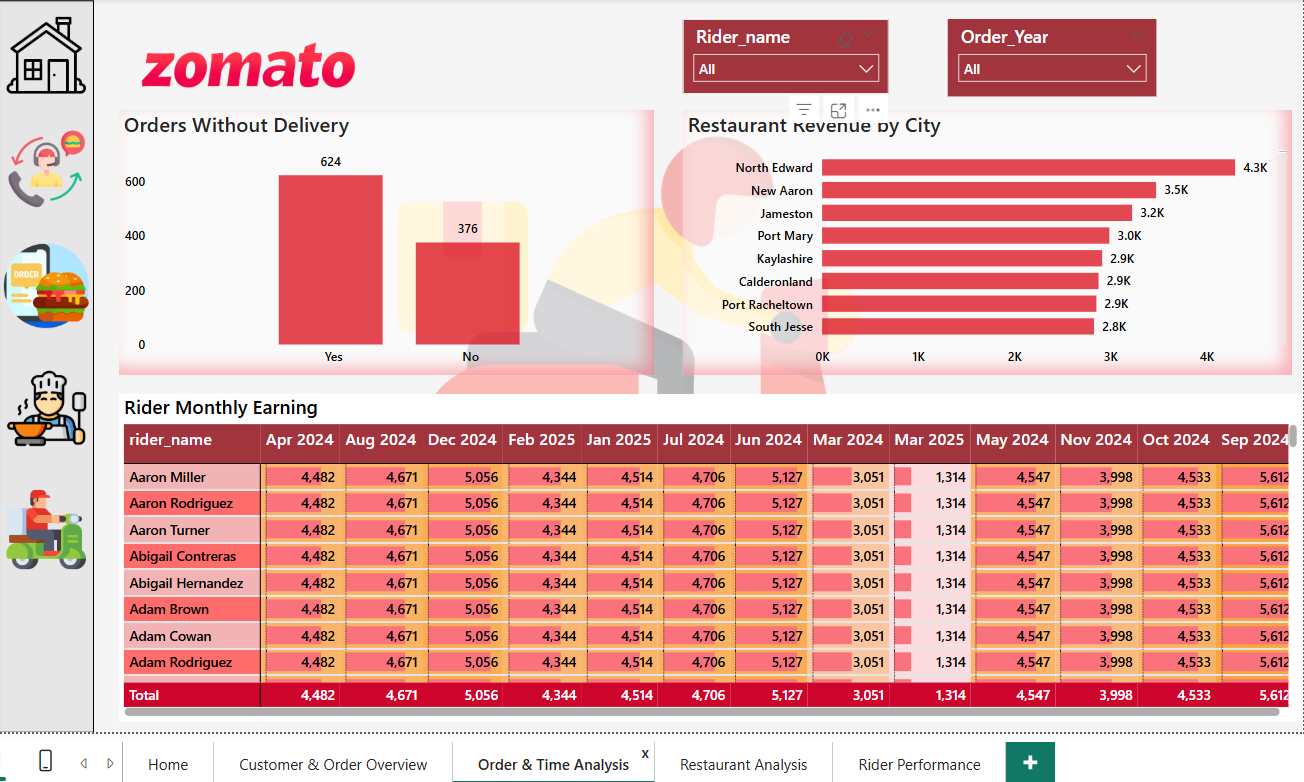 Rider_name
All
Order_Year
All
zomato
ORDER
Orders Without Delivery
624
600
400
376
200
0
Yes No
Restaurant Revenue by City
North Edward 4.3K
New Aaron 3.5K
Jameston 3.2K
Port Mary 3.0K
Kaylashire 2.9K
Calderonland 2.9K
Port Racheltown 2.9K
South Jesse 2.8K
0K 1K 2K 3K 4K
Rider Monthly Earning
rider_name Apr 2024 Aug 2024 Dec 2024 Feb 2025 Jan 2025 Jul 2024 Jun 2024 Mar 2024 Mar 2025 May 2024 Nov 2024 Oct 2024 Sep 2024
Aaron Miller 4,482 4,671 5,056 4,344 4,514 4,706 5,127 3,051 1,314 4,547 3,998 4,533 5,612
Aaron Rodriguez 4,482 4,671 5,056 4,344 4,514 4,706 5,127 3,051 1,314 4,547 3,998 4,533 5,612
Aaron Turner 4,482 4,671 5,056 4,344 4,514 4,706 5,127 3,051 1,314 4,547 3,998 4,533 5,612
Abigail Contreras 4,482 4,671 5,056 4,344 4,514 4,706 5,127 3,051 1,314 4,547 3,998 4,533 5,612
Abigail Hernandez 4,482 4,671 5,056 4,344 4,514 4,706 5,127 3,051 1,314 4,547 3,998 4,533 5,612
Adam Brown 4,482 4,671 5,056 4,344 4,514 4,706 5,127 3,051 1,314 4,547 3,998 4,533 5,612
Adam Cowan 4,482 4,671 5,056 4,344 4,514 4,706 5,127 3,051 1,314 4,547 3,998 4,533 5,612
Adam Rodriguez 4,482 4,671 5,056 4,344 4,514 4,706 5,127 3,051 1,314 4,547 3,998 4,533 5,612
Total 4,482 4,671 5,056 4,344 4,514 4,706 5,127 3,051 1,314 4,547 3,998 4,533 5,612
Home Customer & Order Overview Order & Time Analysis x Restaurant Analysis Rider Performance +